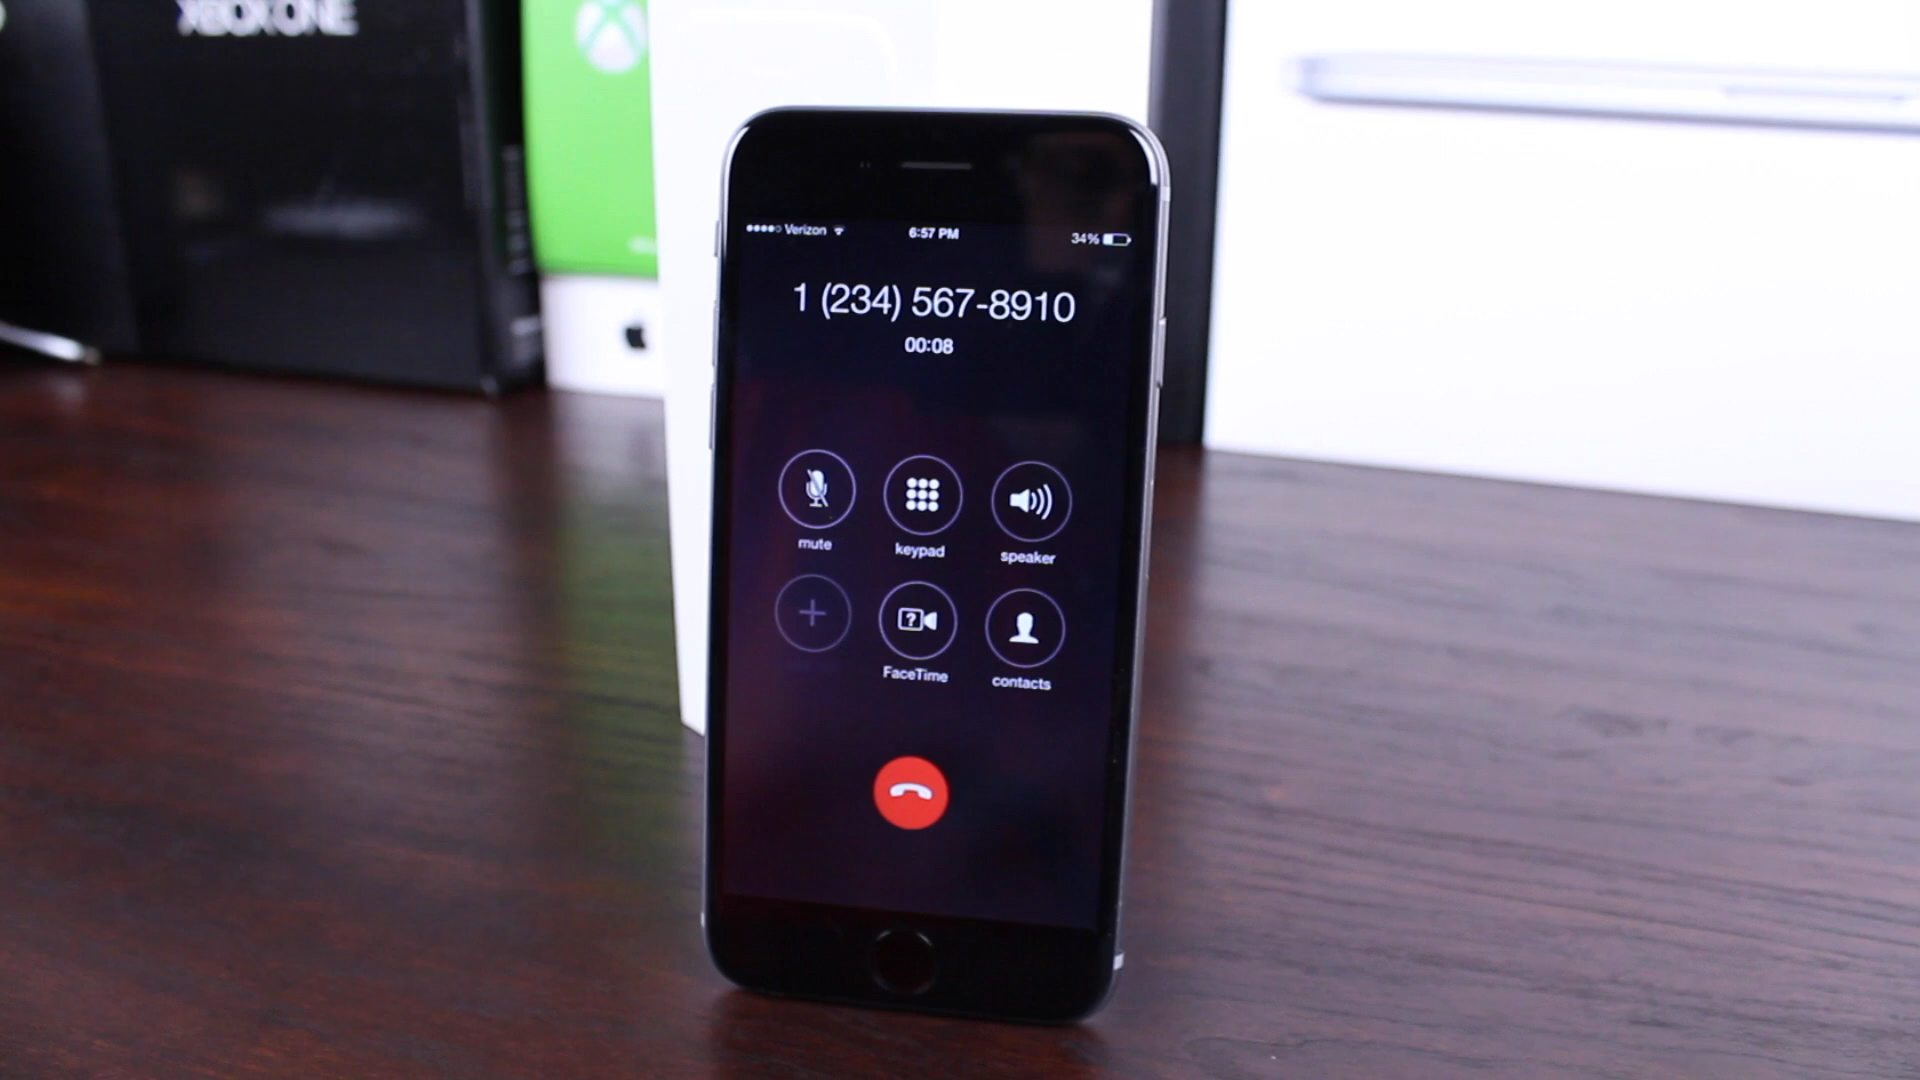 XBOX ONE
Verizon 6:57 PM 34%
1 (234) 567-8910
00:08
mute keypad speaker
FaceTime contacts